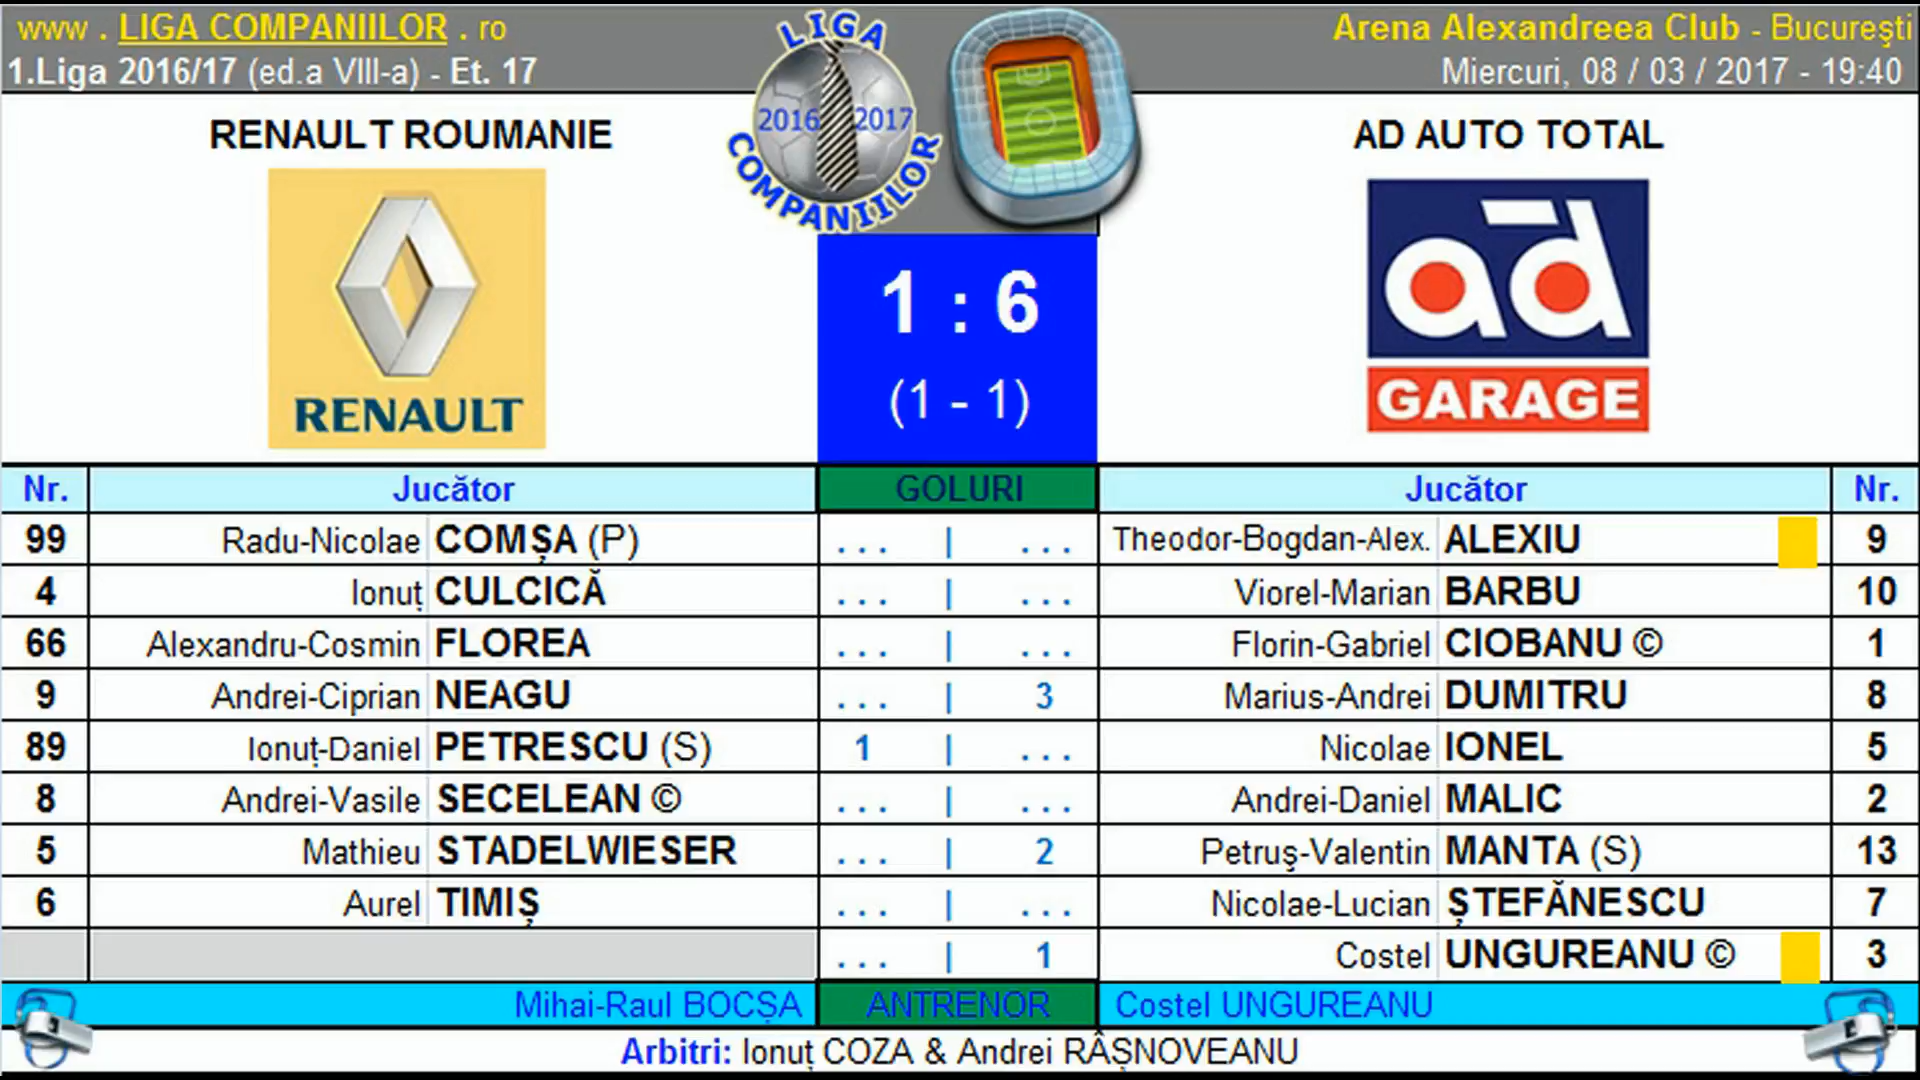 www . LIGA COMPANIILOR . ro
1.Liga 2016/17 (ed.a VIII-a) - Et. 17
LIGA
2016 2017
COMPANIILOR
Arena Alexandreea Club - Bucureşti
Miercuri, 08 / 03 / 2017 - 19:40
RENAULT ROUMANIE
RENAULT
1 : 6
(1 - 1)
AD AUTO TOTAL
ad
GARAGE
Nr. Jucător GOLURI Jucător Nr.
99 Radu-Nicolae COMȘA (P) ... | ... Theodor-Bogdan-Alex. ALEXIU 9
4 Ionuț CULCICĂ ... | ... Viorel-Marian BARBU 10
66 Alexandru-Cosmin FLOREA ... | ... Florin-Gabriel CIOBANU © 1
9 Andrei-Ciprian NEAGU ... | 3 Marius-Andrei DUMITRU 8
89 Ionuț-Daniel PETRESCU (S) 1 | ... Nicolae IONEL 5
8 Andrei-Vasile SECELEAN © ... | ... Andrei-Daniel MALIC 2
5 Mathieu STADELWIESER ... | 2 Petruş-Valentin MANTA (S) 13
6 Aurel TIMIȘ ... | ... Nicolae-Lucian ȘTEFĂNESCU 7
... | 1 Costel UNGUREANU © 3
Mihai-Raul BOCȘA ANTRENOR Costel UNGUREANU
Arbitri: Ionuț COZA & Andrei RÂȘNOVEANU